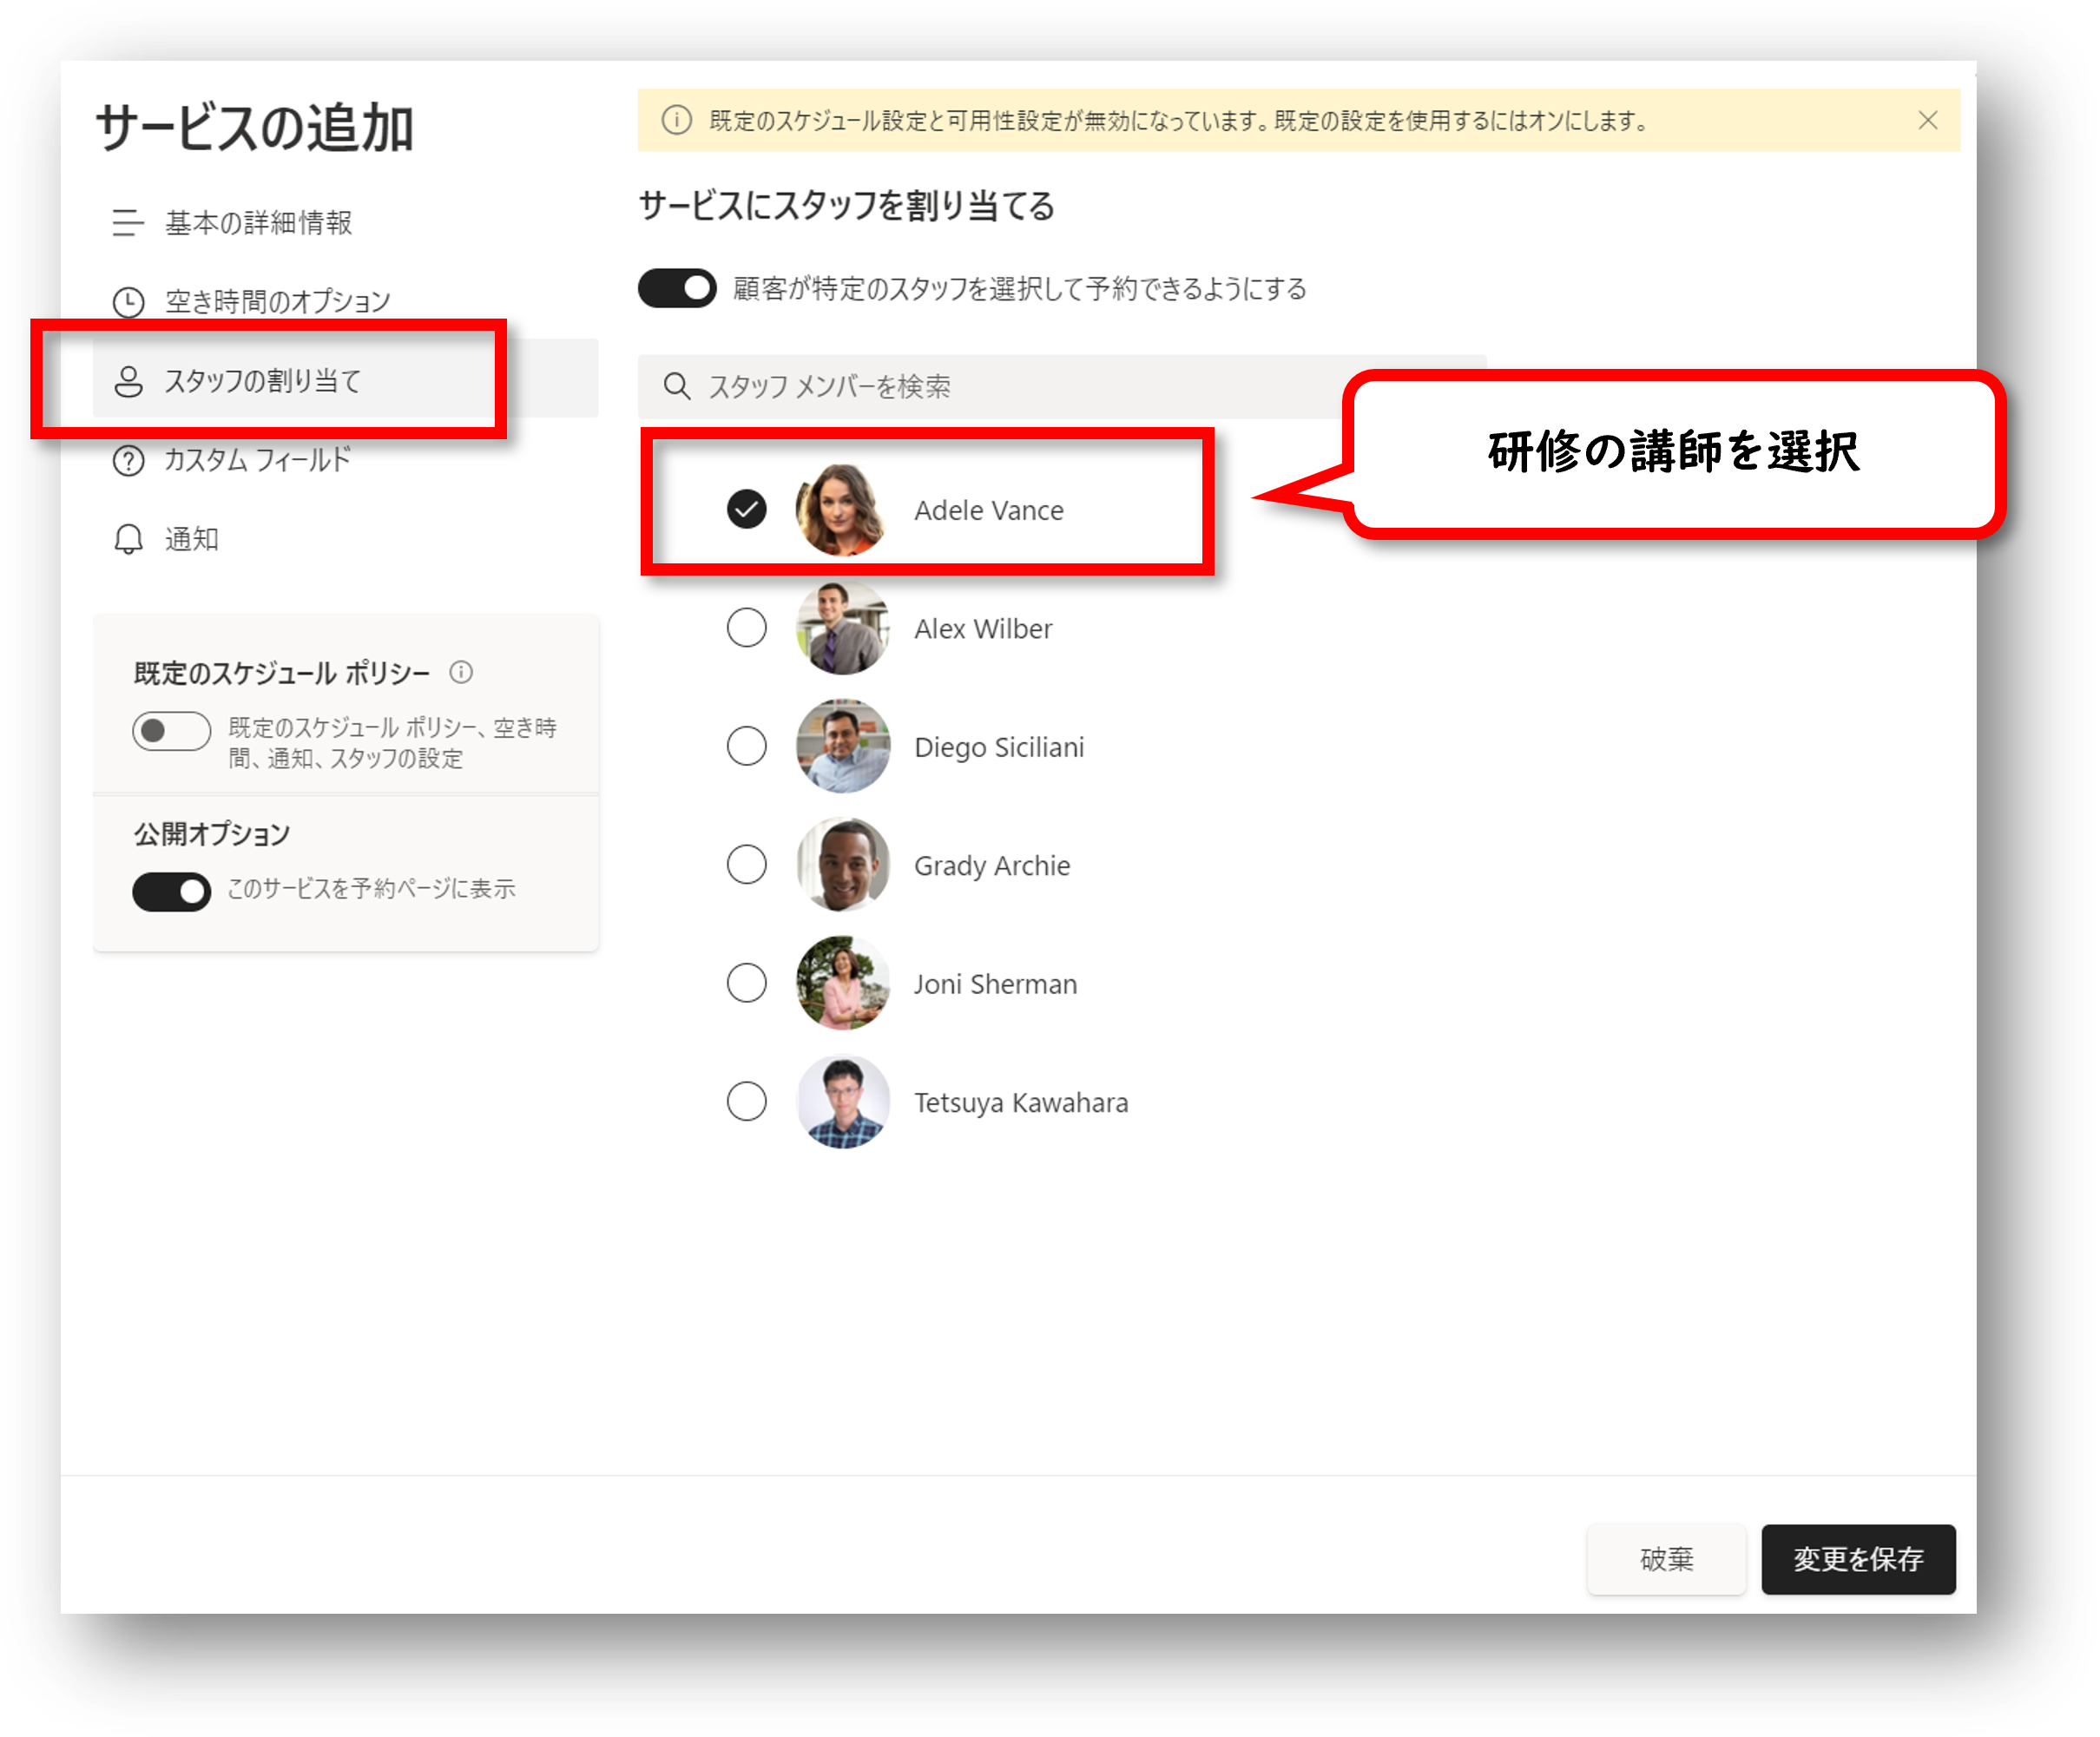 サービスの追加
基本の詳細情報
空き時間のオプション
スタッフの割り当て
カスタム フィールド
通知
既定のスケジュール ポリシー
既定のスケジュール ポリシー、空き時
間、通知、スタッフの設定
公開オプション
このサービスを予約ページに表示
既定のスケジュール設定と可用性設定が無効になっています。既定の設定を使用するにはオンにします。
サービスにスタッフを割り当てる
顧客が特定のスタッフを選択して予約できるようにする
スタッフ メンバーを検索
研修の講師を選択
Adele Vance
Alex Wilber
Diego Siciliani
Grady Archie
Joni Sherman
Tetsuya Kawahara
破棄
変更を保存